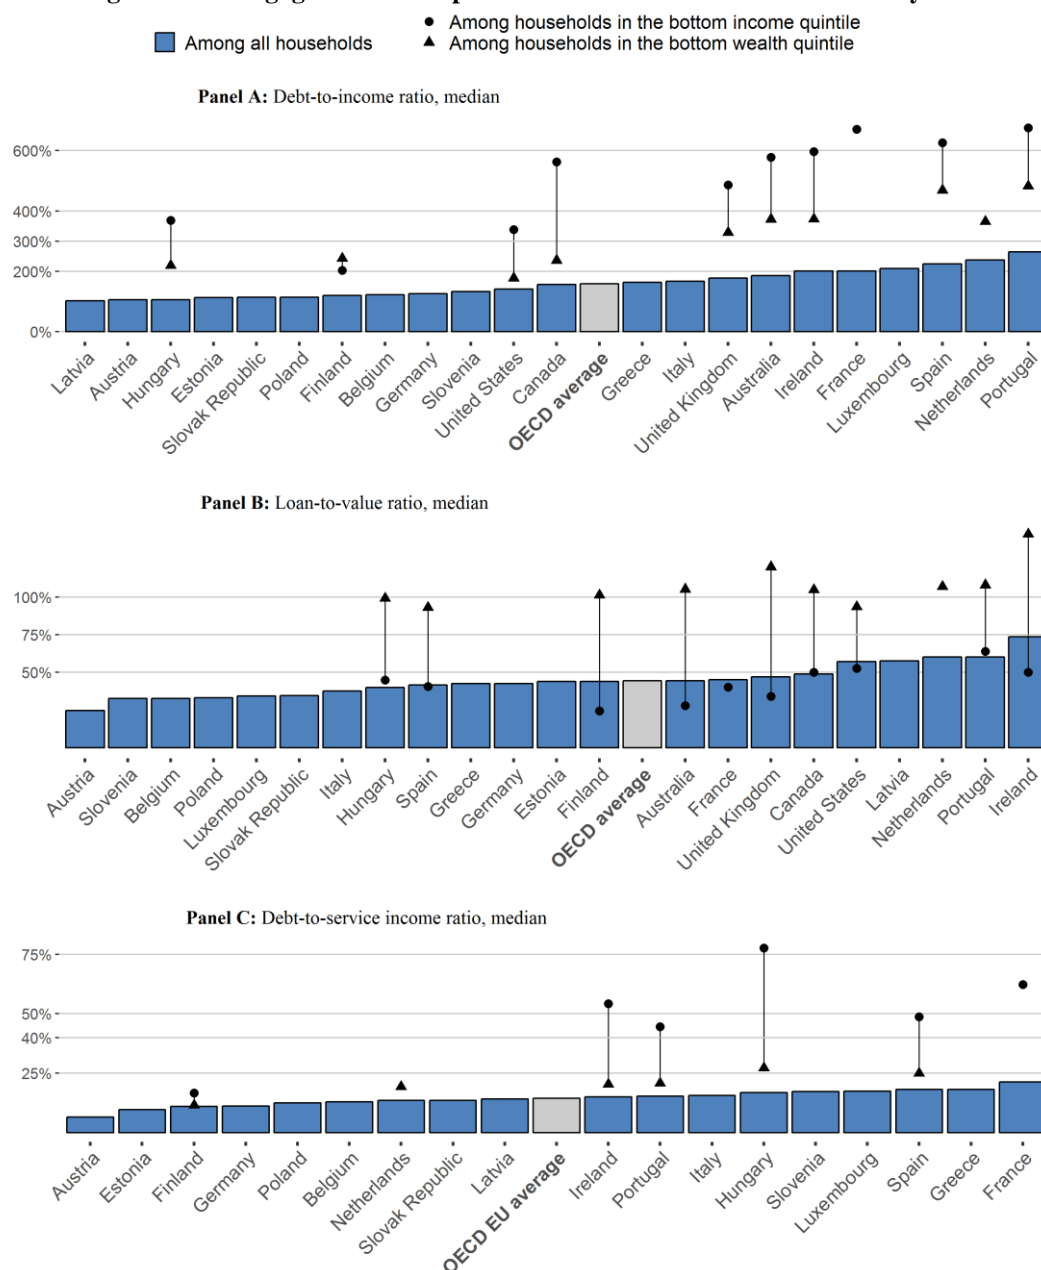 Among all households
Among households in the bottom income quintile
Among households in the bottom wealth quintile
Panel A: Debt-to-income ratio, median
600%
400%
300%
200%
0%
Latvia
Austria
Hungary
Estonia
Slovak Republic
Poland
Finland
Belgium
Germany
Slovenia
United States
Canada
OECD average
Greece
Italy
United Kingdom
Australia
Ireland
France
Luxembourg
Spain
Netherlands
Portugal
Panel B: Loan-to-value ratio, median
100%
75%
50%
Austria
Slovenia
Belgium
Poland
Luxembourg
Slovak Republic
Italy
Hungary
Spain
Greece
Germany
Estonia
Finland
OECD average
Australia
France
United Kingdom
Canada
United States
Latvia
Netherlands
Portugal
Ireland
Panel C: Debt-to-service income ratio, median
75%
50%
40%
25%
Austria
Estonia
Finland
Germany
Poland
Belgium
Netherlands
Slovak Republic
Latvia
OECD EU average
Ireland
Portugal
Italy
Hungary
Slovenia
Luxembourg
Spain
Greece
France